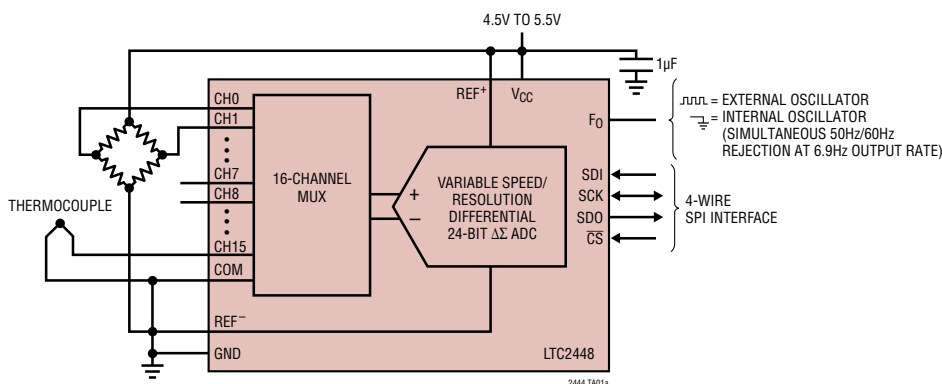 4.5V TO 5.5V
1µF
REF+
VCC
CH0
CH1
CH7
CH8
CH15
COM
REF–
GND
16-CHANNEL
MUX
+
–
VARIABLE SPEED/
RESOLUTION
DIFFERENTIAL
24-BIT ΔΣ ADC
FO
= EXTERNAL OSCILLATOR
= INTERNAL OSCILLATOR
(SIMULTANEOUS 50Hz/60Hz
REJECTION AT 6.9Hz OUTPUT RATE)
SDI
SCK
SDO
C̅S̅
4-WIRE
SPI INTERFACE
THERMOCOUPLE
LTC2448
2444 TA01a